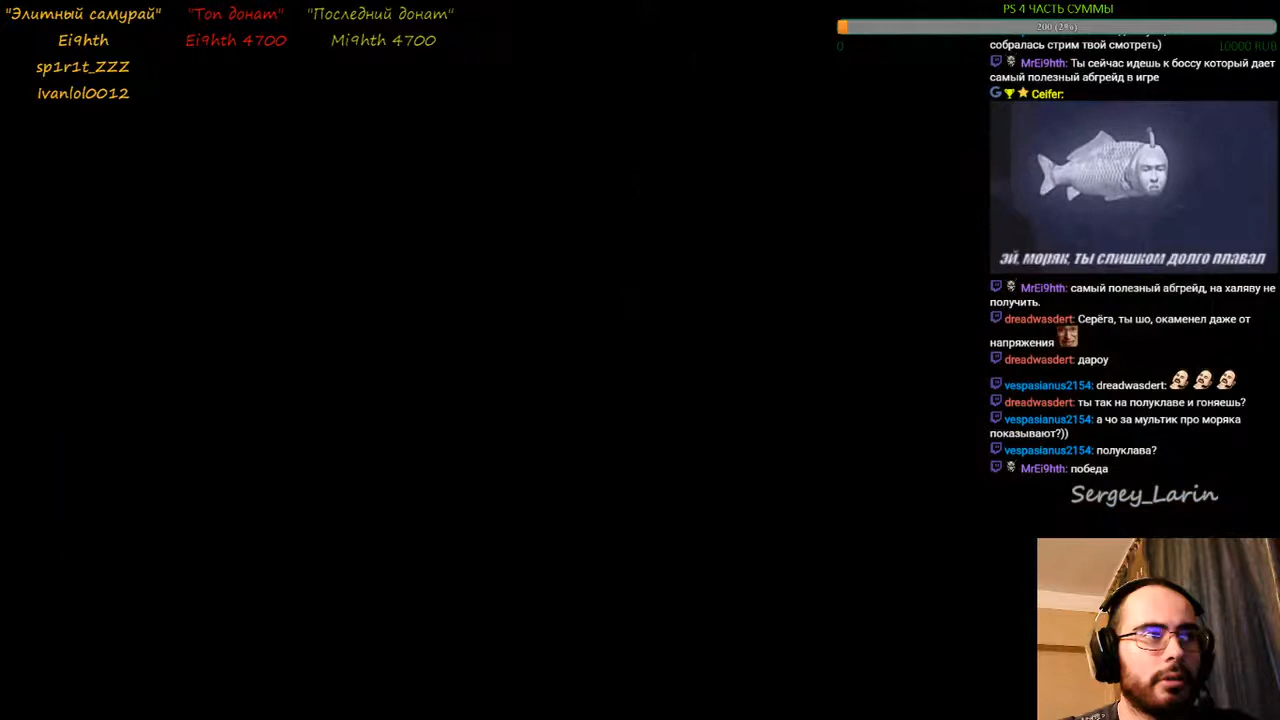 "Элитный самурай"
Ei9hth
sp1r1t_ZZZ
ivanlol0012
"Топ донат"
Ei9hth 4700
"Последний донат"
Mi9hth 4700
PS 4 ЧАСТЬ СУММЫ
200 (2%)
0
10000 RUB
собралась стрим твой смотреть)
MrEi9hth: Ты сейчас идешь к боссу который дает
самый полезный абгрейд в игре
Ceifer:
эй, моряк, ты слишком долго плавал
MrEi9hth: самый полезный абгрейд, на халяву не
получить.
dreadwasdert: Серёга, ты шо, окаменел даже от
напряжения
dreadwasdert: дароу
vespasianus2154: dreadwasdert:
dreadwasdert: ты так на полуклаве и гоняешь?
vespasianus2154: а чо за мультик про моряка
показывают?))
vespasianus2154: полуклава?
MrEi9hth: победа
Sergey_Larin